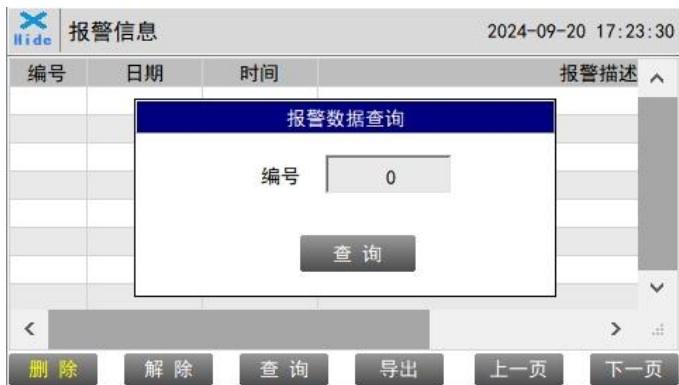 Hide 报警信息 2024-09-20 17:23:30
编号 日期 时间 报警描述
报警数据查询
编号 0
查 询
删 除 解 除 查 询 导出 上一页 下一页